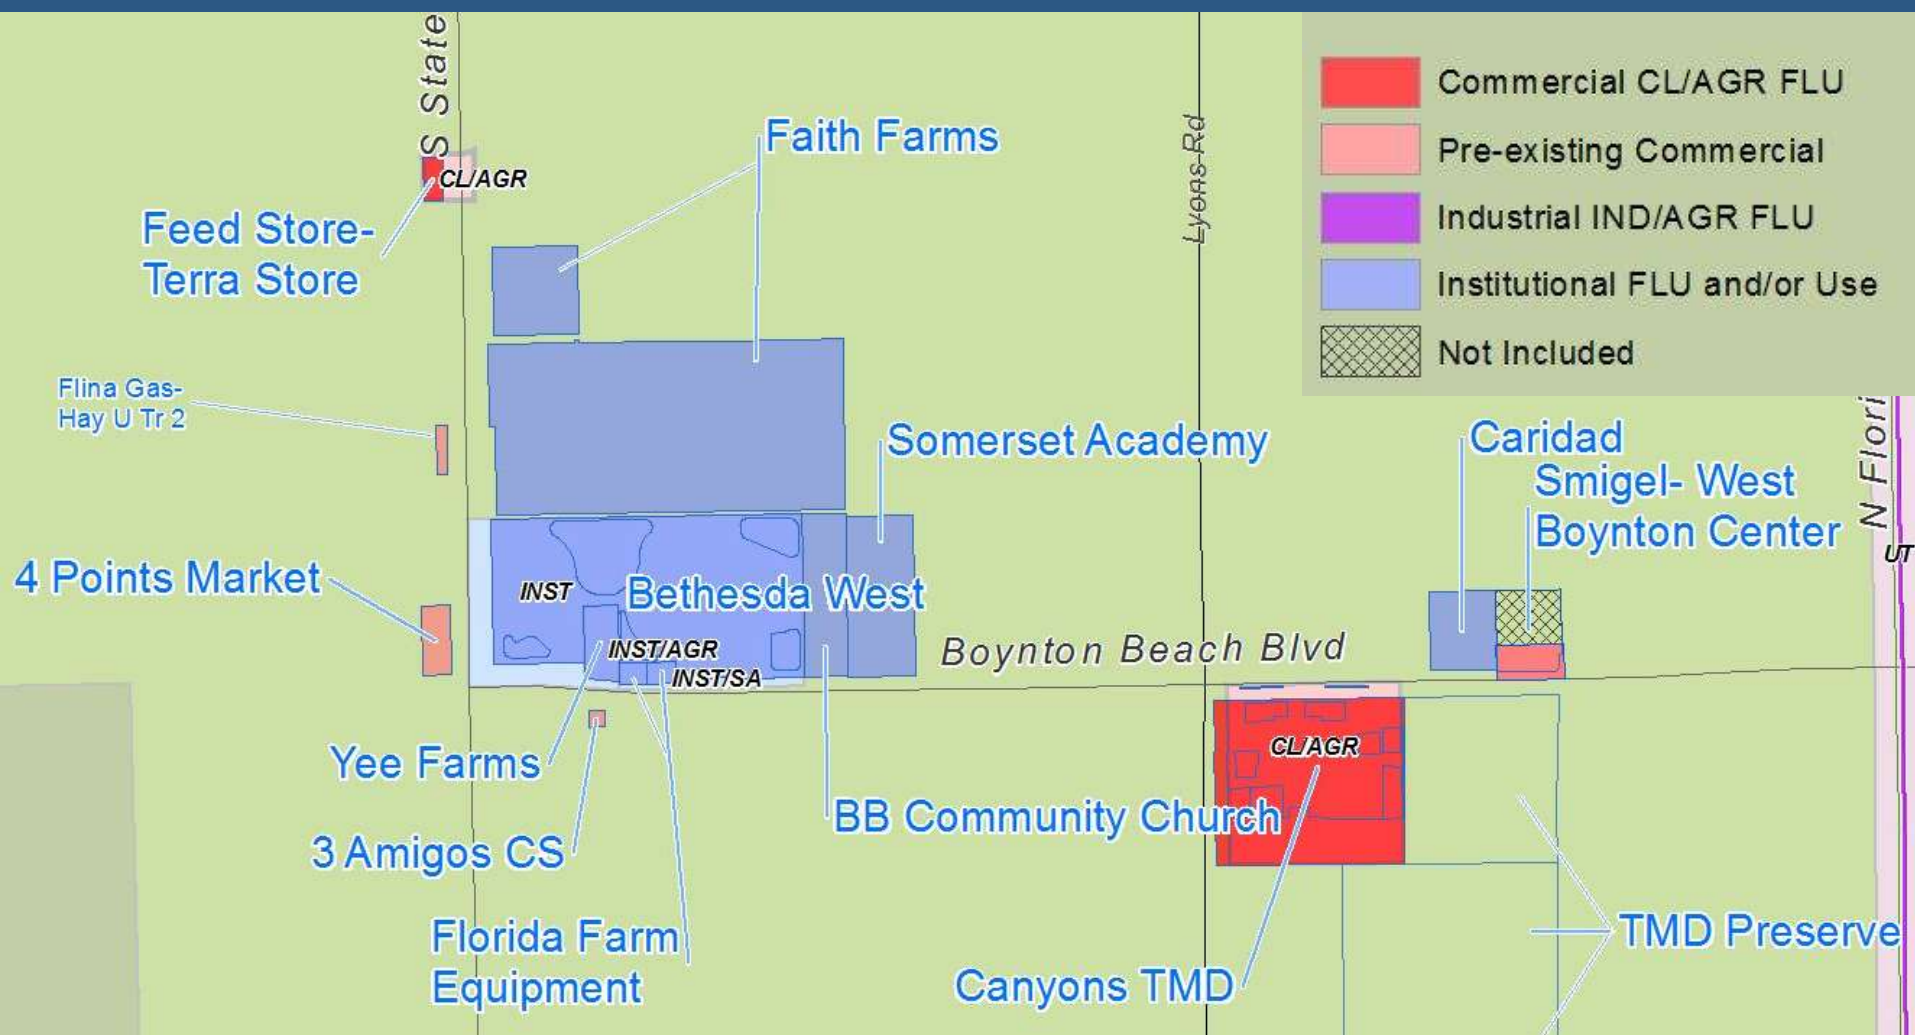 S State
Lyons Rd
Commercial CL/AGR FLU
Pre-existing Commercial
Industrial IND/AGR FLU
Institutional FLU and/or Use
Not Included
Faith Farms
CL/AGR
Feed Store-
Terra Store
Flina Gas-
Hay U Tr 2
Somerset Academy
Caridad
Smigel- West
Boynton Center
N Flori
UT
4 Points Market
INST
Bethesda West
INST/AGR
INST/SA
Boynton Beach Blvd
Yee Farms
CL/AGR
BB Community Church
3 Amigos CS
Florida Farm
Equipment
Canyons TMD
TMD Preserve